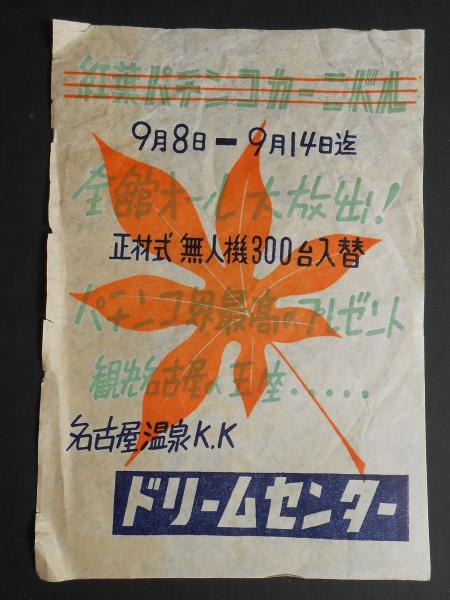 紅葉パチンコカーニバル
9月8日ー9月14日迄
全館オール大放出!
正村式 無人機300台入替
パチンコ界最高のプレゼント
観光名古屋の王座.....
名古屋温泉K.K
ドリームセンター